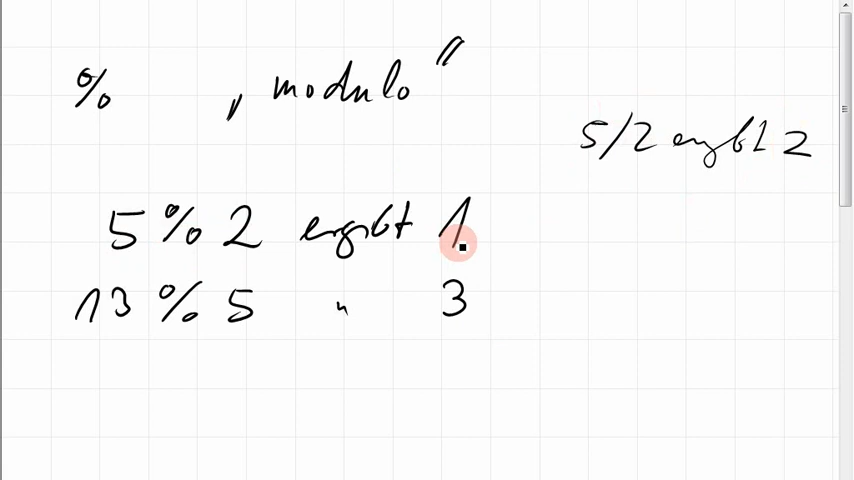 % „modulo“
5/2 ergibt 2
5 % 2 ergibt 1
13 % 5 " 3